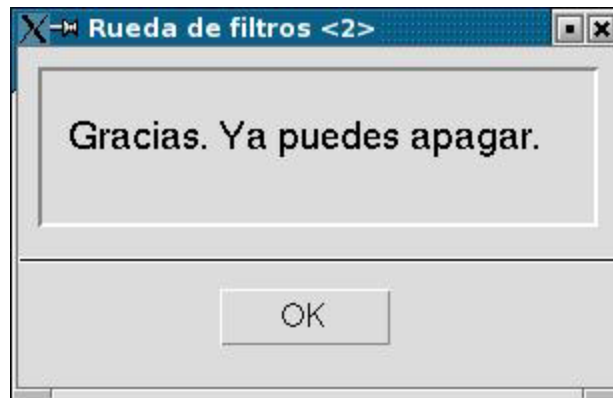 Rueda de filtros <2>
Gracias. Ya puedes apagar.
OK